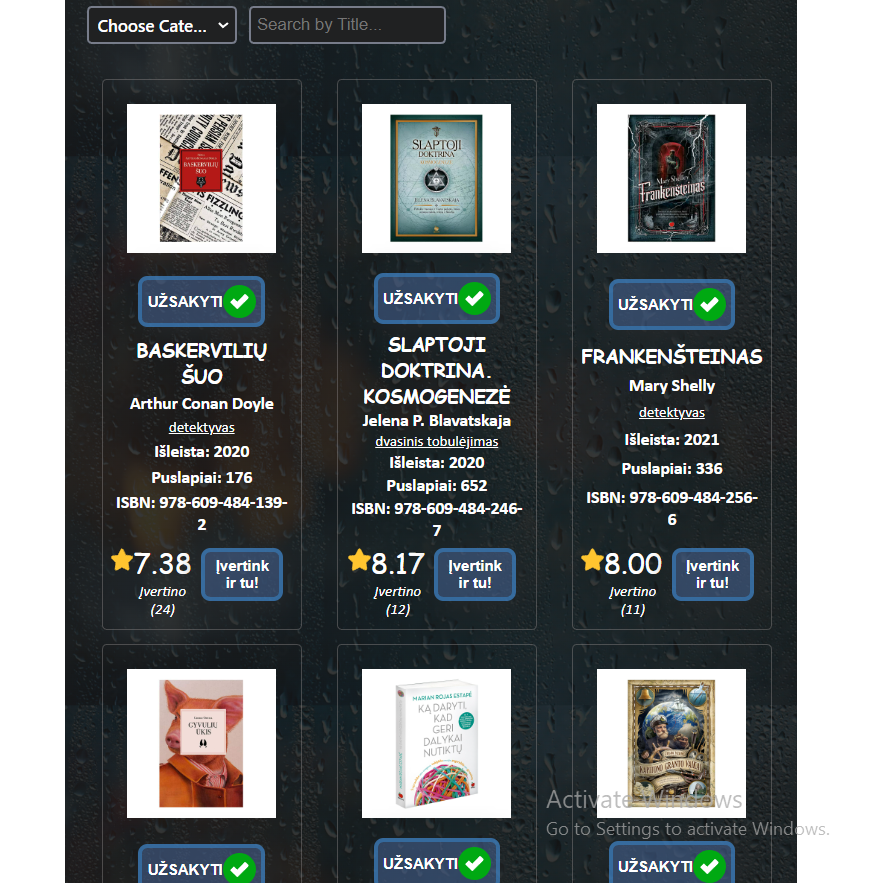 Choose Cate...
Search by Title...
BASKERVILIŲ
ŠUO
SLAPTOJI
DOKTRINA
JELENA P. BLAVATSKAJA
Mary Shelley
Frankenšteinas
UŽSAKYTI
UŽSAKYTI
UŽSAKYTI
BASKERVILIŲ
ŠUO
Arthur Conan Doyle
detektyvas
Išleista: 2020
Puslapiai: 176
ISBN: 978-609-484-139-
2
7.38
Įvertino
(24)
Įvertink
ir tu!
SLAPTOJI
DOKTRINA.
KOSMOGENEZĖ
Jelena P. Blavatskaja
dvasinis tobulėjimas
Išleista: 2020
Puslapiai: 652
ISBN: 978-609-484-246-
7
8.17
Įvertino
(12)
Įvertink
ir tu!
FRANKENŠTEINAS
Mary Shelly
detektyvas
Išleista: 2021
Puslapiai: 336
ISBN: 978-609-484-256-
6
8.00
Įvertino
(11)
Įvertink
ir tu!
GYVULIŲ
ŪKIS
MARIAN ROJAS ESTAPÉ
KĄ DARYTI,
KAD
GERI
DALYKAI
NUTIKTŲ
KAPITONO GRANTO VAIKAI
Activate Windows
Go to Settings to activate Windows.
UŽSAKYTI
UŽSAKYTI
UŽSAKYTI